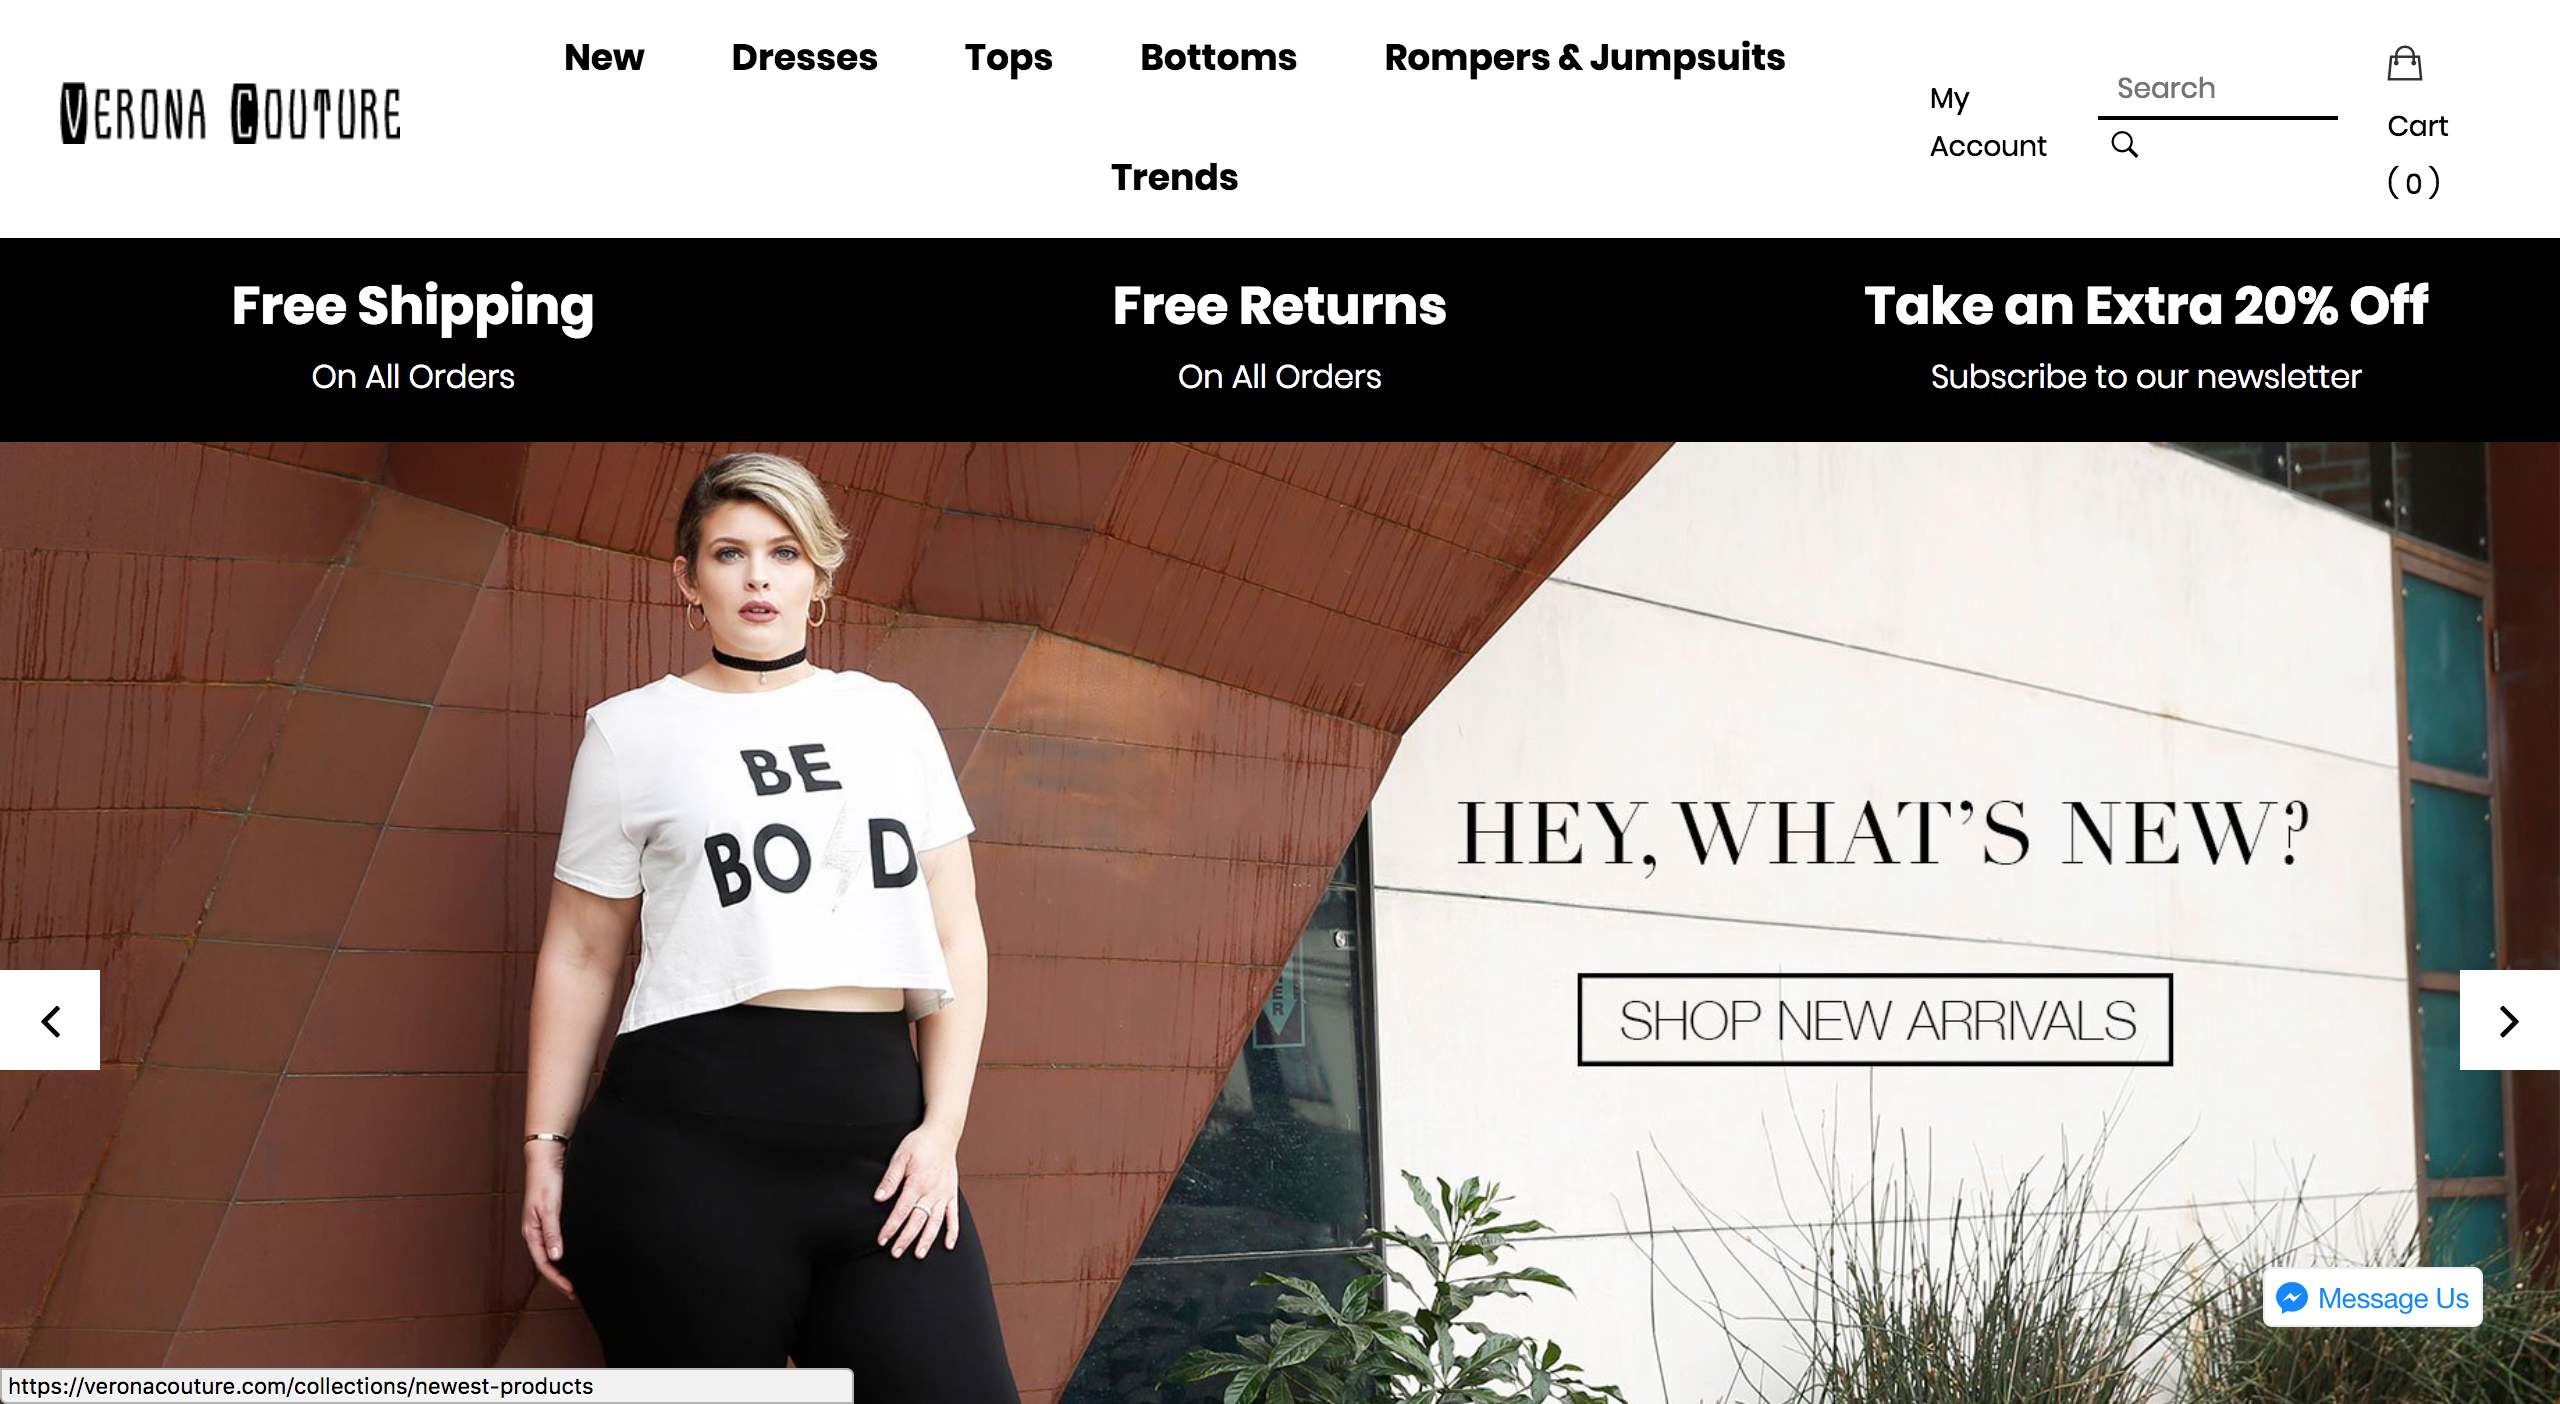 VERONA COUTURE
New Dresses Tops Bottoms Rompers & Jumpsuits
Trends
My
Account
Search
Cart
( 0 )
Free Shipping
On All Orders
Free Returns
On All Orders
Take an Extra 20% Off
Subscribe to our newsletter
BE
BO D
HEY, WHAT'S NEW?
SHOP NEW ARRIVALS
Message Us
https://veronacouture.com/collections/newest-products